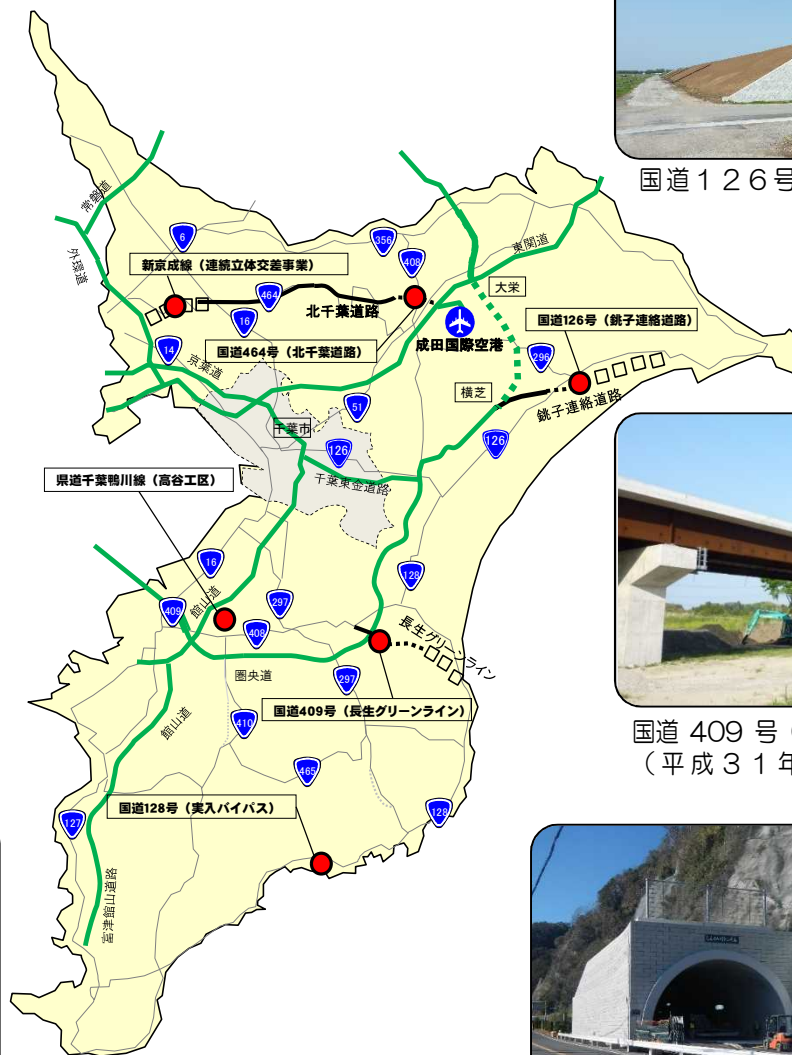 国道１２６号
常磐道
6
外環道
新京成線（連続立体交差事業）
356
408
東関道
464
北千葉道路
大栄
16
14
国道464号（北千葉道路）
成田国際空港
国道126号（銚子連絡道路）
京葉道
296
横芝
51
銚子連絡道路
千葉市
126
126
県道千葉鴨川線（高谷工区）
千葉東金道路
16
128
409
館山道
297
408
長生グリーンライン
圏央道
297
国道409号（長生グリーンライン）
館山道
410
465
国道 409 号
（平成３１年
国道128号（実入バイパス）
127
128
富津館山道路